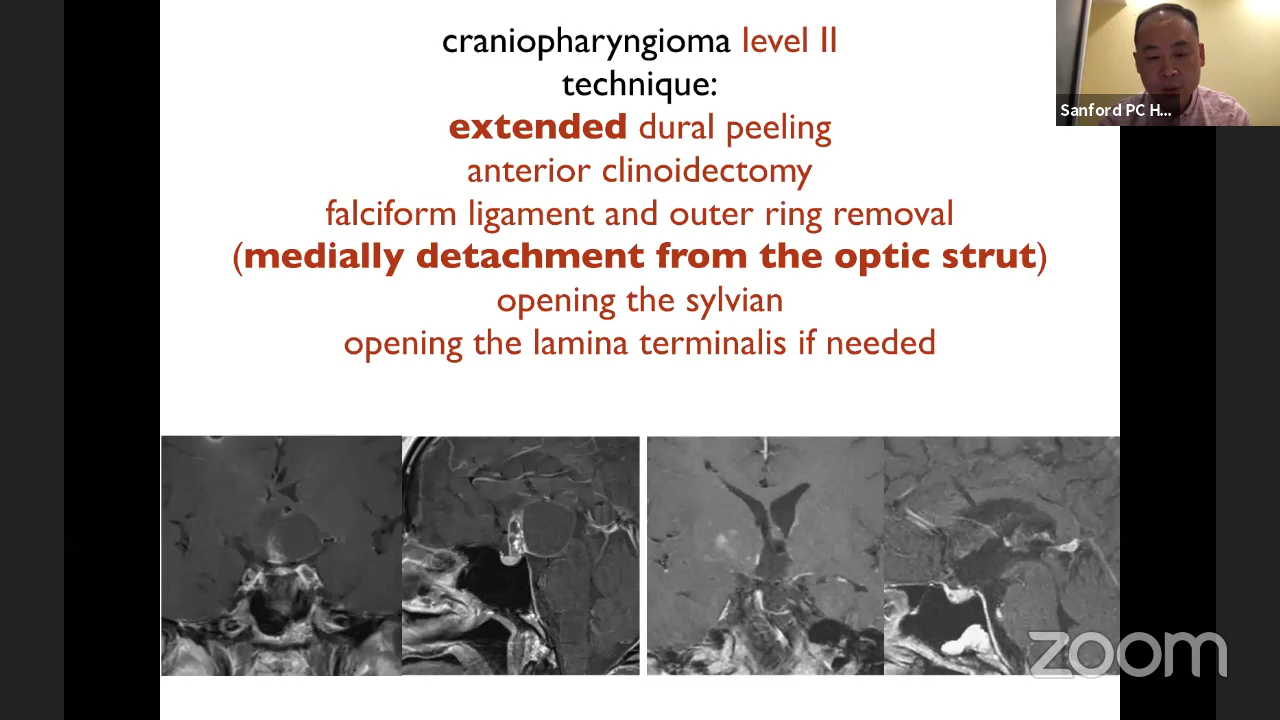 craniopharyngioma level II
technique:
extended dural peeling
anterior clinoidectomy
falciform ligament and outer ring removal
(medially detachment from the optic strut)
opening the sylvian
opening the lamina terminalis if needed
Sanford PC H...
zoom